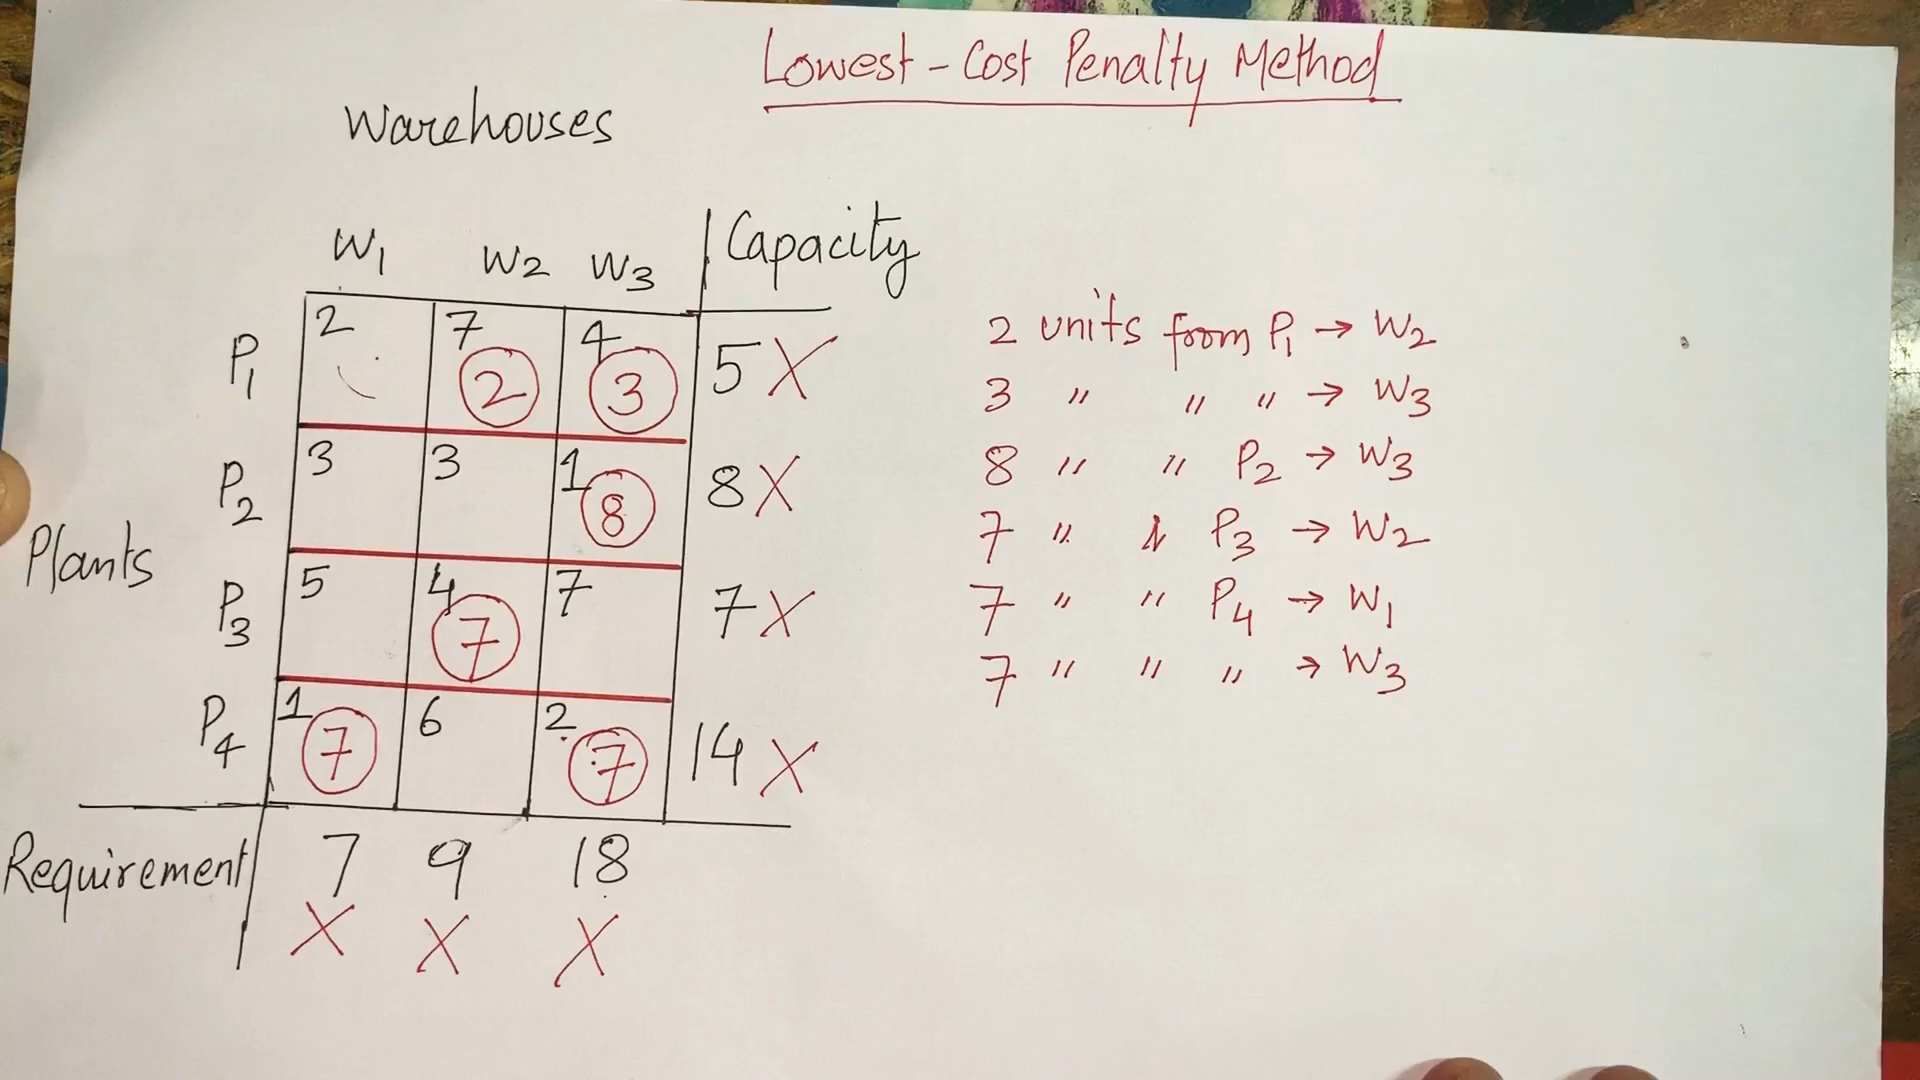 Lowest-Cost Penalty Method
Warehouses
W1 W2 W3 Capacity
P1 2 7 2 4 3 5 X
P2 3 3 1 8 8 X
Plants
P3 5 4 7 7 7 X
P4 1 7 6 2 7 14 X
Requirement 7 9 18
X X X
2 units from P1 → W2
3 " " " → W3
8 " " P2 → W3
7 " " P3 → W2
7 " " P4 → W1
7 " " " → W3